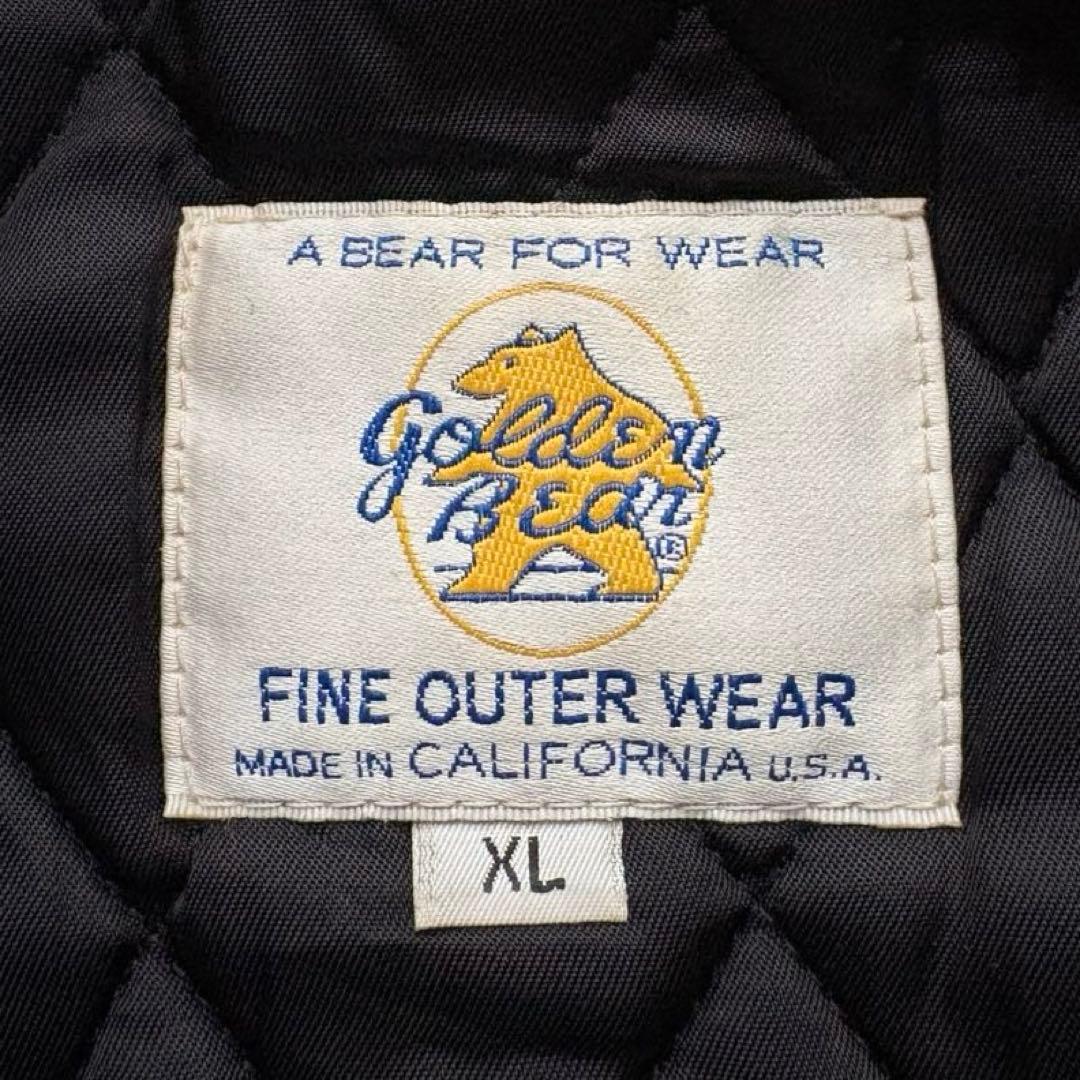 A BEAR FOR WEAR
Golden
Bear
®
FINE OUTER WEAR
MADE IN CALIFORNIA U.S.A.
XL